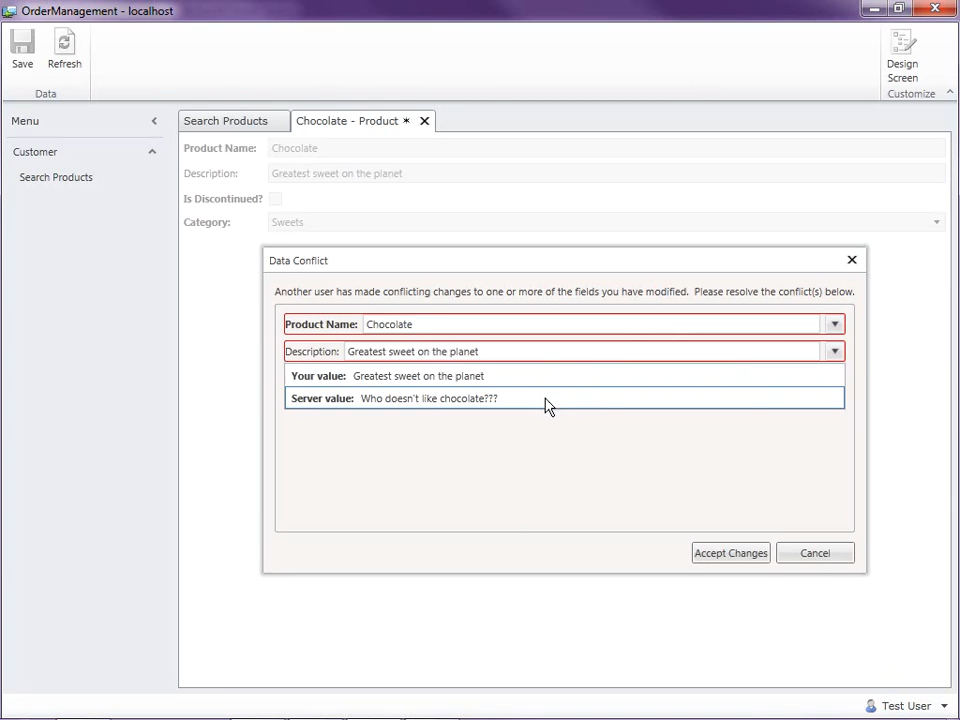 OrderManagement - localhost
Save
Refresh
Design
Screen
Data
Customize
Menu
Search Products
Chocolate - Product *
Customer
Search Products
Product Name: Chocolate
Description: Greatest sweet on the planet
Is Discontinued?
Category: Sweets
Data Conflict
Another user has made conflicting changes to one or more of the fields you have modified. Please resolve the conflict(s) below.
Product Name: Chocolate
Description: Greatest sweet on the planet
Your value: Greatest sweet on the planet
Server value: Who doesn't like chocolate???
Accept Changes
Cancel
Test User